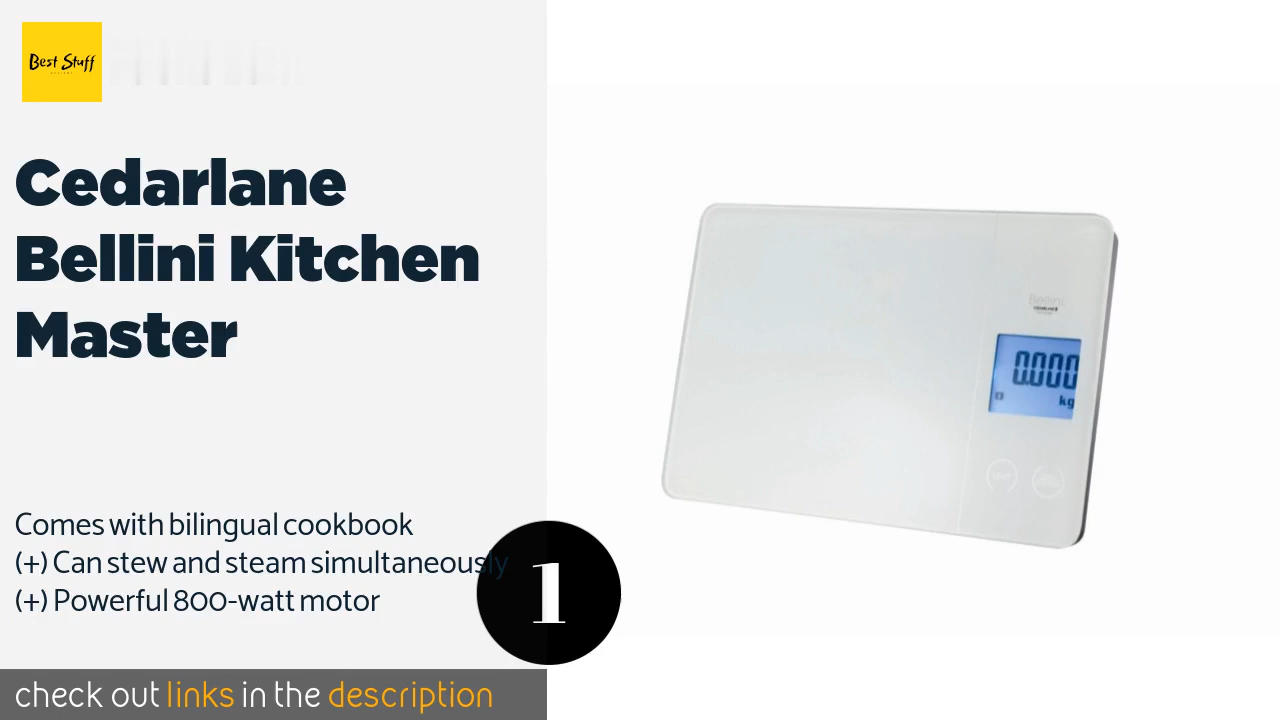 Best Stuff
Cedarlane
Bellini Kitchen
Master
Bellini
0.000
kg
Comes with bilingual cookbook
(+) Can stew and steam simultaneously
(+) Powerful 800-watt motor
1
check out links in the description